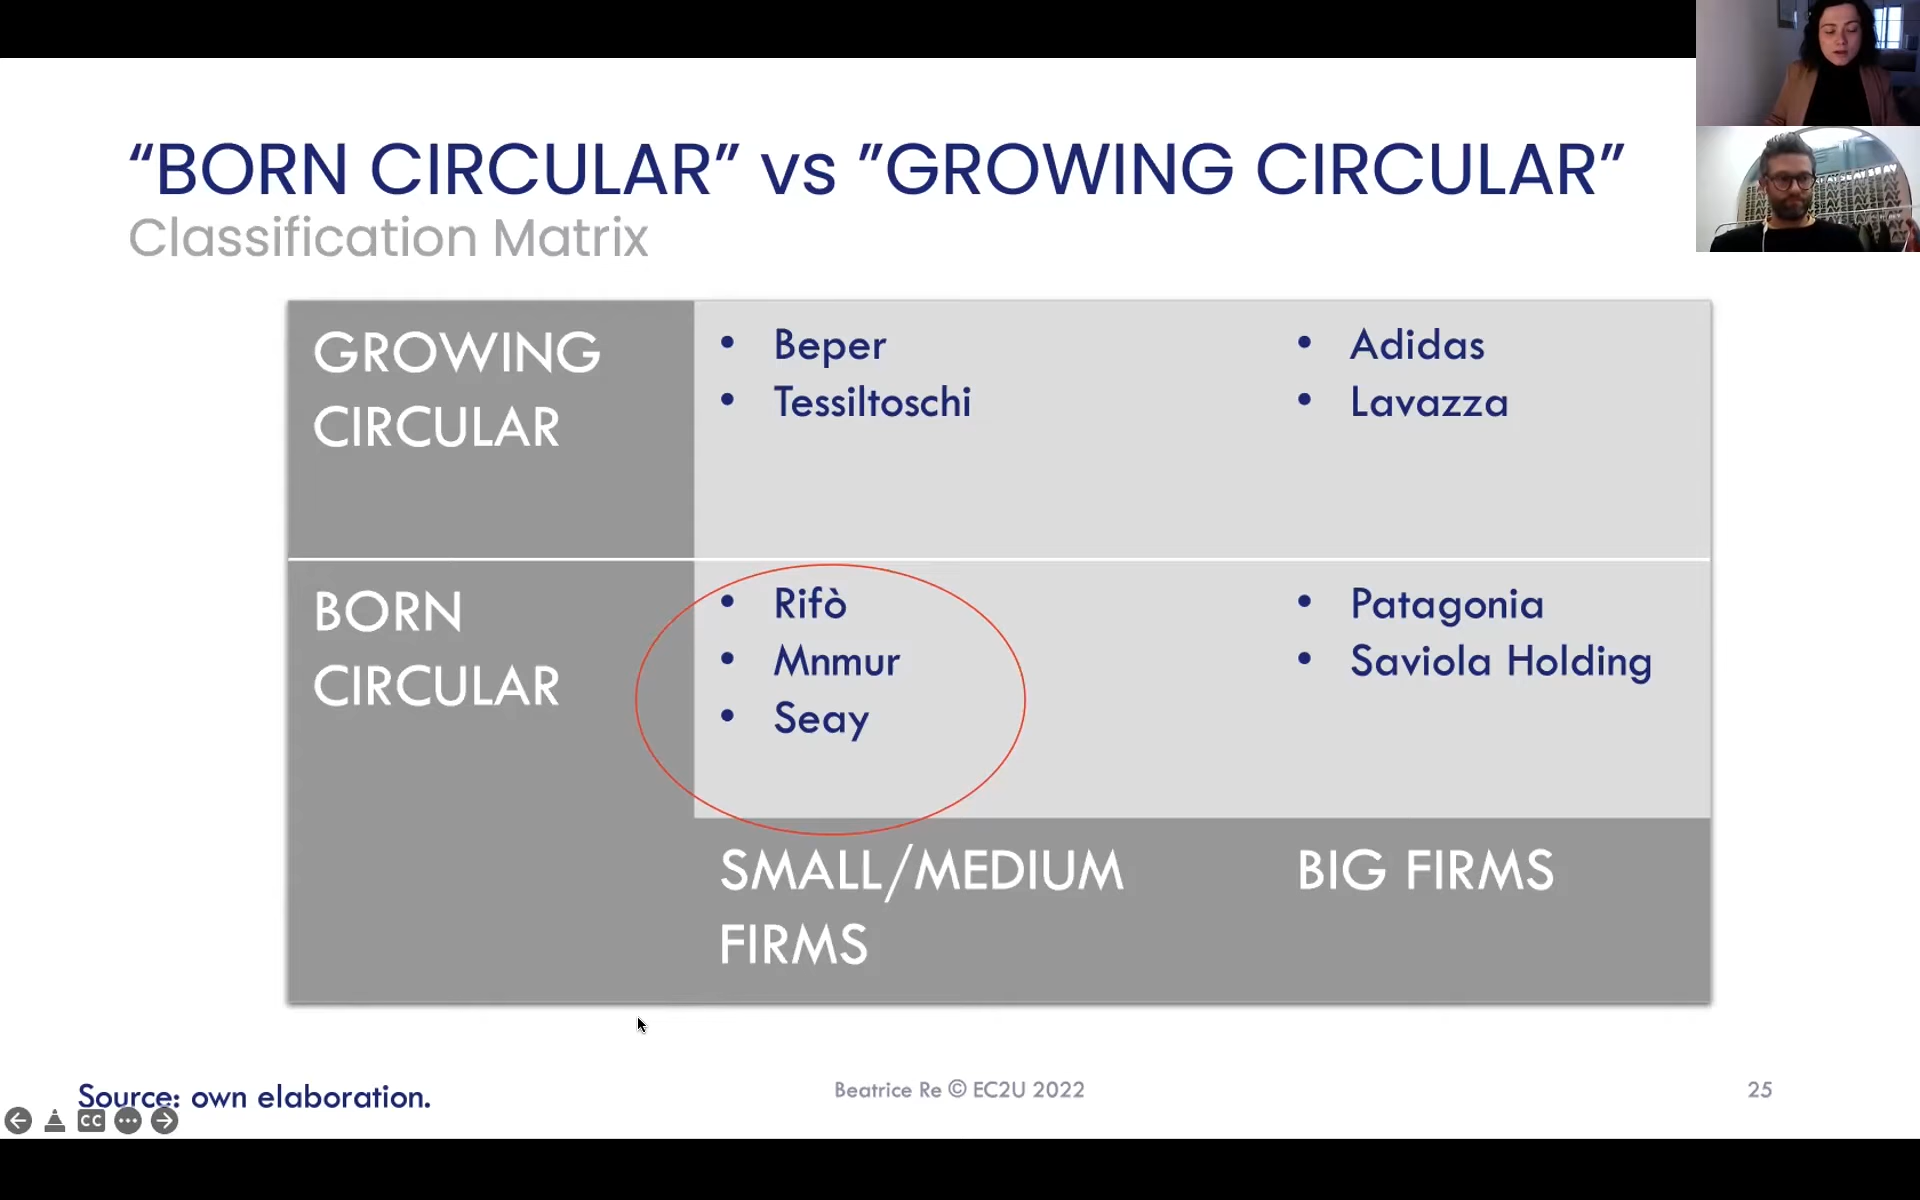 “BORN CIRCULAR” vs ”GROWING CIRCULAR”
Classification Matrix
GROWING
CIRCULAR
• Beper
• Tessiltoschi
• Adidas
• Lavazza
BORN
CIRCULAR
• Rifò
• Mnmur
• Seay
• Patagonia
• Saviola Holding
SMALL/MEDIUM
FIRMS
BIG FIRMS
Source: own elaboration.
Beatrice Re © EC2U 2022
25
CC